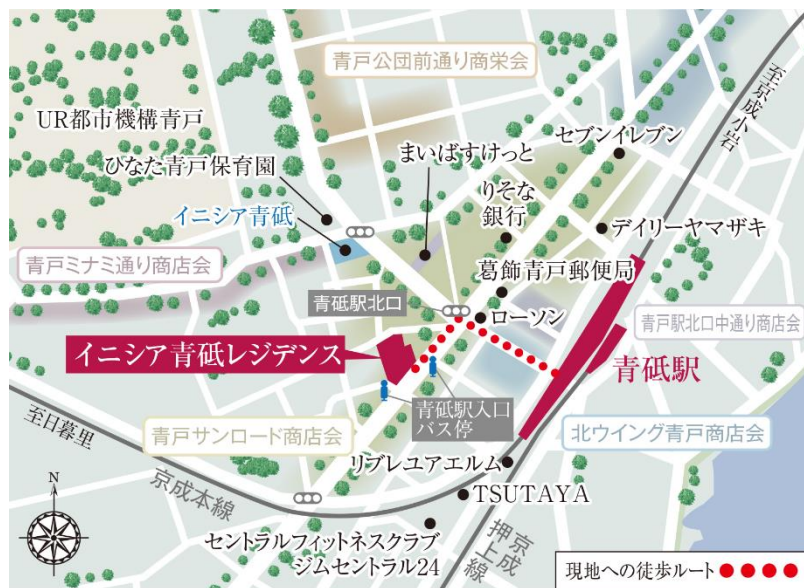 青戸公団前通り商栄会
至京成小岩
UR都市機構青戸
セブンイレブン
ひなた青戸保育園
まいばすけっと
りそな
銀行
イニシア青砥
デイリーヤマザキ
青戸ミナミ通り商店会
葛飾青戸郵便局
青砥駅北口
ローソン
青戸駅北口中通り商店会
イニシア青砥レジデンス
青砥駅
至日暮里
青戸サンロード商店会
青砥駅入口
バス停
北ウイング青戸商店会
リブレユアエルム
京成本線
TSUTAYA
N
セントラルフィットネスクラブ
ジムセントラル24
京成
押上線
現地への徒歩ルート